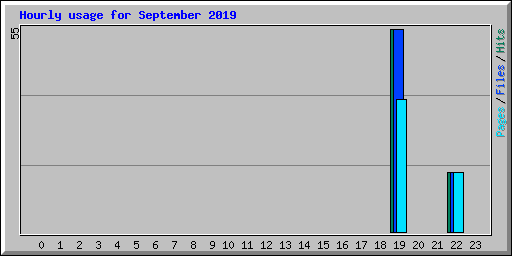 Hourly usage for September 2019
55
Pages/Files/Hits
0 1 2 3 4 5 6 7 8 9 10 11 12 13 14 15 16 17 18 19 20 21 22 23